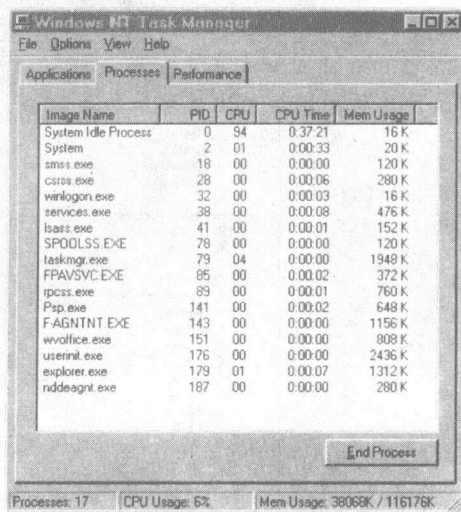 Windows NT Task Manager
File Options View Help
Applications Processes Performance
Image Name PID CPU CPU Time Mem Usage
System Idle Process 0 94 0:37:21 16 K
System 2 01 0:00:33 20 K
smss.exe 18 00 0:00:00 120 K
csrss.exe 28 00 0:00:06 280 K
winlogon.exe 32 00 0:00:03 16 K
services.exe 38 00 0:00:08 476 K
lsass.exe 41 00 0:00:01 152 K
SPOOLSS.EXE 78 00 0:00:00 120 K
taskmgr.exe 79 04 0:00:00 1948 K
FPAVSVC.EXE 85 00 0:00:02 372 K
rpcss.exe 89 00 0:00:01 760 K
Psp.exe 141 00 0:00:02 648 K
F-AGNTNT.EXE 143 00 0:00:00 1156 K
wvoffice.exe 151 00 0:00:00 808 K
userinit.exe 176 00 0:00:00 2436 K
explorer.exe 179 01 0:00:07 1312 K
nddeagnt.exe 187 00 0:00:00 280 K
End Process
Processes: 17 CPU Usage: 6% Mem Usage: 38068K / 116176K